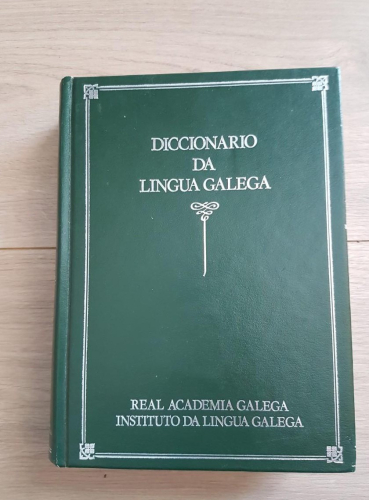 DICCIONARIO
DA
LINGUA GALEGA
REAL ACADEMIA GALEGA
INSTITUTO DA LINGUA GALEGA